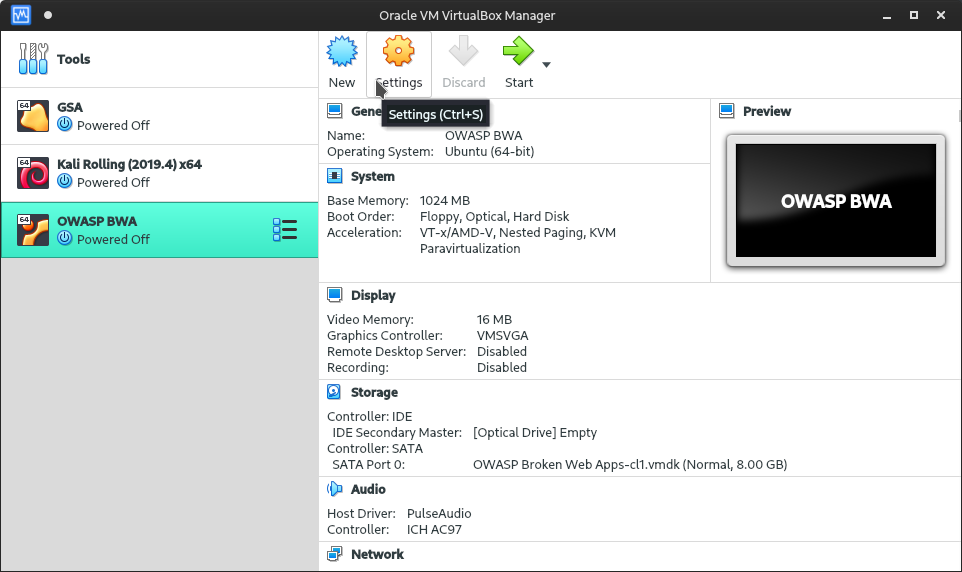 Oracle VM VirtualBox Manager
Tools
64
GSA
Powered Off
64
Kali Rolling (2019.4) x64
Powered Off
64
OWASP BWA
Powered Off
New
Settings
Discard
Start
Settings (Ctrl+S)
Name: OWASP BWA
Operating System: Ubuntu (64-bit)
System
Base Memory: 1024 MB
Boot Order: Floppy, Optical, Hard Disk
Acceleration: VT-x/AMD-V, Nested Paging, KVM
Paravirtualization
Preview
OWASP BWA
Display
Video Memory: 16 MB
Graphics Controller: VMSVGA
Remote Desktop Server: Disabled
Recording: Disabled
Storage
Controller: IDE
IDE Secondary Master: [Optical Drive] Empty
Controller: SATA
SATA Port 0: OWASP Broken Web Apps-cl1.vmdk (Normal, 8.00 GB)
Audio
Host Driver: PulseAudio
Controller: ICH AC97
Network